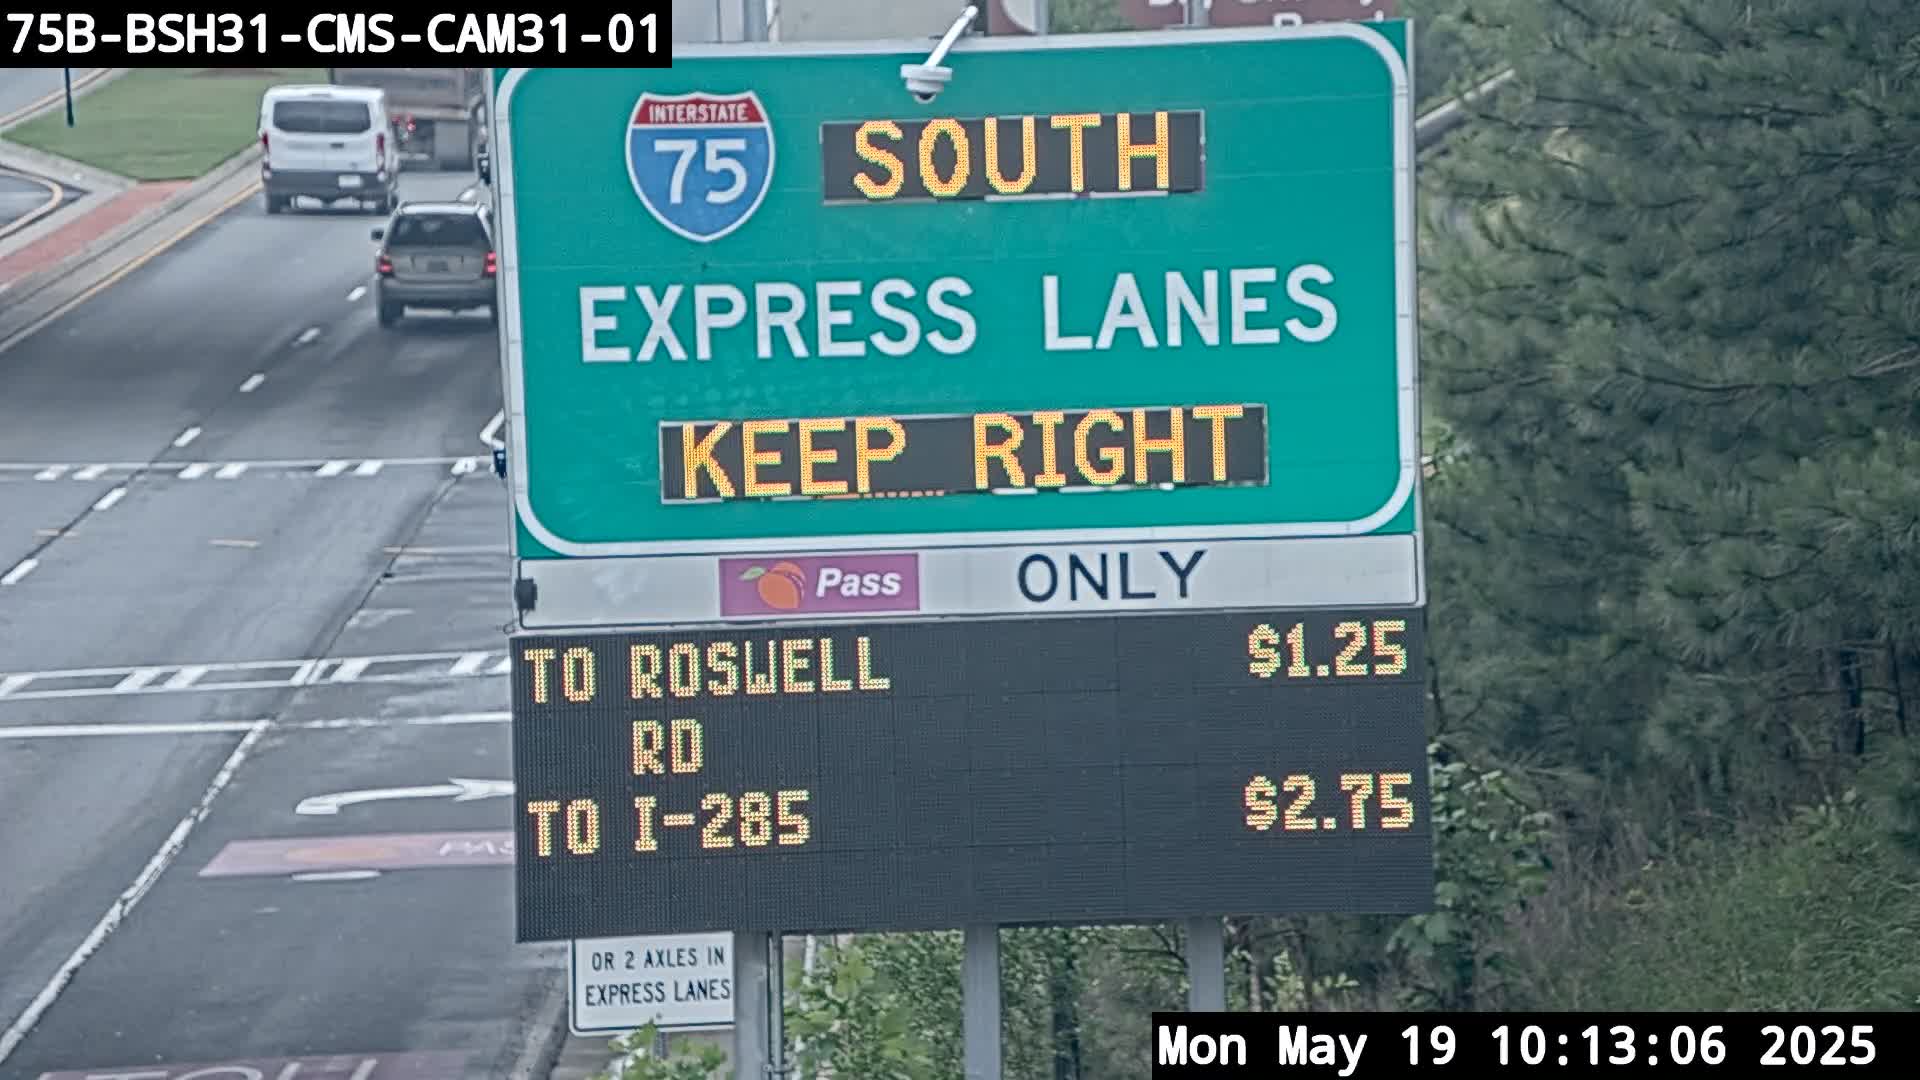 75B-BSH31-CMS-CAM31-01
INTERSTATE
75
SOUTH
EXPRESS LANES
KEEP RIGHT
Pass ONLY
TO ROSWELL $1.25
RD
TO I-285 $2.75
OR 2 AXLES IN
EXPRESS LANES
Mon May 19 10:13:06 2025